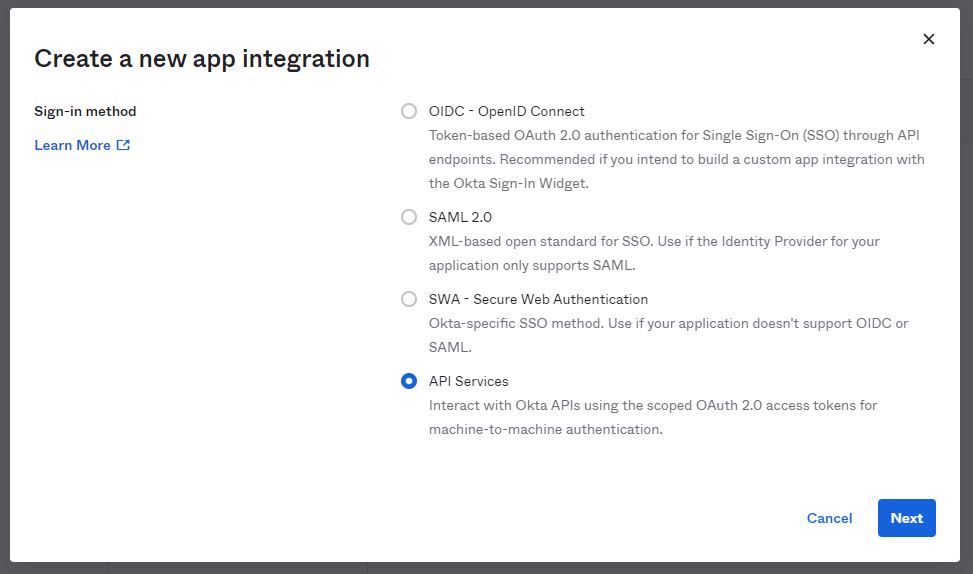 Create a new app integration
Sign-in method
Learn More
OIDC - OpenID Connect
Token-based OAuth 2.0 authentication for Single Sign-On (SSO) through API
endpoints. Recommended if you intend to build a custom app integration with
the Okta Sign-In Widget.
SAML 2.0
XML-based open standard for SSO. Use if the Identity Provider for your
application only supports SAML.
SWA - Secure Web Authentication
Okta-specific SSO method. Use if your application doesn't support OIDC or
SAML.
API Services
Interact with Okta APIs using the scoped OAuth 2.0 access tokens for
machine-to-machine authentication.
Cancel
Next